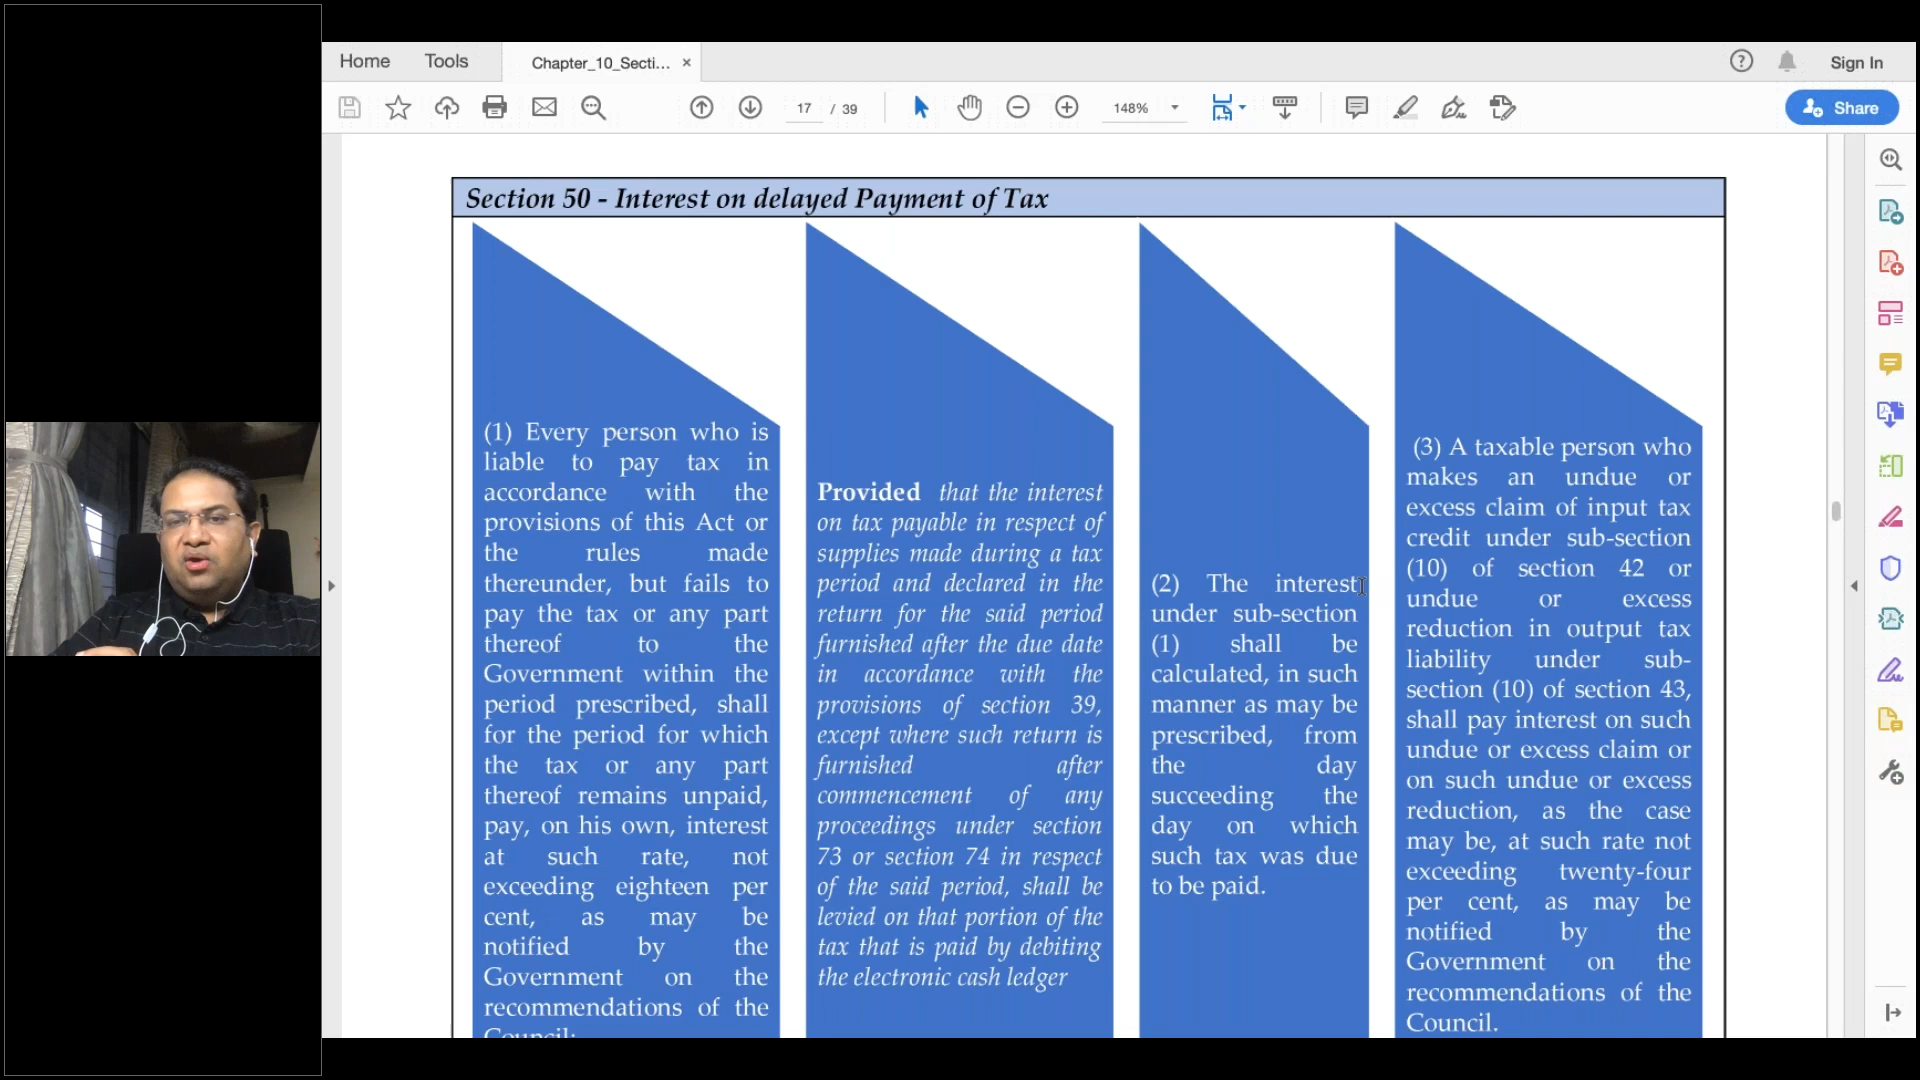 Home
Tools
Chapter_10_Secti... ×
Sign In
17 / 39
148%
Share
Section 50 - Interest on delayed Payment of Tax
(1) Every person who is
liable to pay tax in
accordance with the
provisions of this Act or
the rules made
thereunder, but fails to
pay the tax or any part
thereof to the
Government within the
period prescribed, shall
for the period for which
the tax or any part
thereof remains unpaid,
pay, on his own, interest
at such rate, not
exceeding eighteen per
cent, as may be
notified by the
Government on the
recommendations of the
Council:
Provided that the interest
on tax payable in respect of
supplies made during a tax
period and declared in the
return for the said period
furnished after the due date
in accordance with the
provisions of section 39,
except where such return is
furnished after
commencement of any
proceedings under section
73 or section 74 in respect
of the said period, shall be
levied on that portion of the
tax that is paid by debiting
the electronic cash ledger
(2) The interest
under sub-section
(1) shall be
calculated, in such
manner as may be
prescribed, from
the day
succeeding the
day on which
such tax was due
to be paid.
(3) A taxable person who
makes an undue or
excess claim of input tax
credit under sub-section
(10) of section 42 or
undue or excess
reduction in output tax
liability under sub-
section (10) of section 43,
shall pay interest on such
undue or excess claim or
on such undue or excess
reduction, as the case
may be, at such rate not
exceeding twenty-four
per cent, as may be
notified by the
Government on the
recommendations of the
Council.